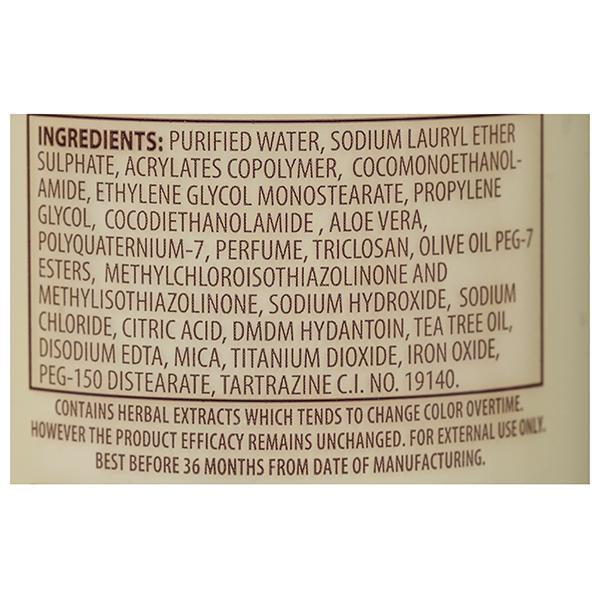 INGREDIENTS: PURIFIED WATER, SODIUM LAURYL ETHER
SULPHATE, ACRYLATES COPOLYMER, COCOMONOETHANOL-
AMIDE, ETHYLENE GLYCOL MONOSTEARATE, PROPYLENE
GLYCOL, COCODIETHANOLAMIDE , ALOE VERA,
POLYQUATERNIUM-7, PERFUME, TRICLOSAN, OLIVE OIL PEG-7
ESTERS, METHYLCHLOROISOTHIAZOLINONE AND
METHYLISOTHIAZOLINONE, SODIUM HYDROXIDE, SODIUM
CHLORIDE, CITRIC ACID, DMDM HYDANTOIN, TEA TREE OIL,
DISODIUM EDTA, MICA, TITANIUM DIOXIDE, IRON OXIDE,
PEG-150 DISTEARATE, TARTRAZINE C.I. NO. 19140.
CONTAINS HERBAL EXTRACTS WHICH TENDS TO CHANGE COLOR OVERTIME.
HOWEVER THE PRODUCT EFFICACY REMAINS UNCHANGED. FOR EXTERNAL USE ONLY.
BEST BEFORE 36 MONTHS FROM DATE OF MANUFACTURING.